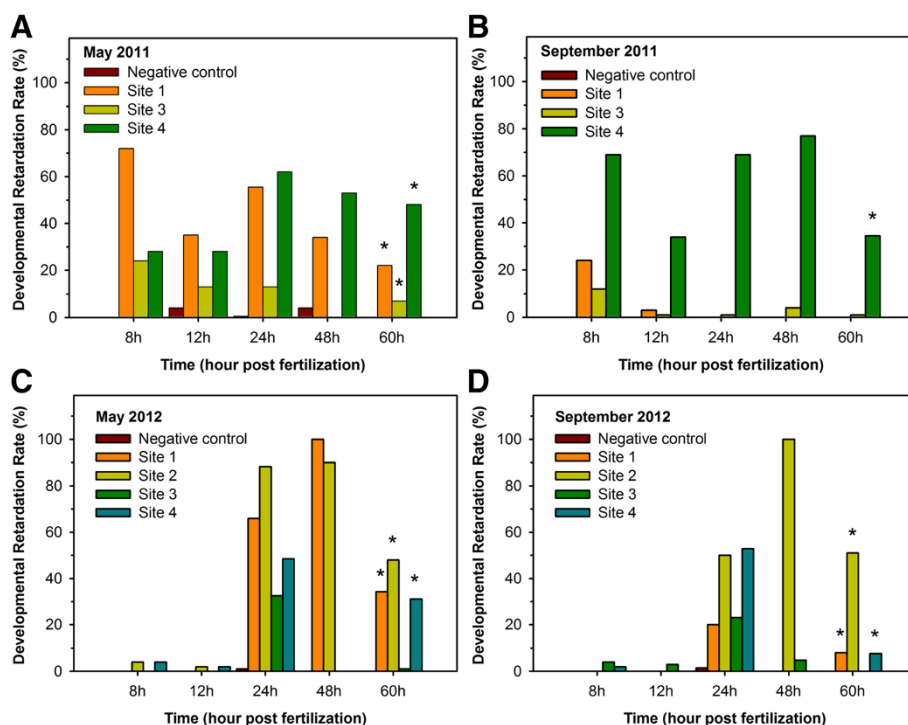 A
Developmental Retardation Rate (%)
May 2011
Negative control
Site 1
Site 3
Site 4
100
80
60
40
20
0
*
*
*
8h 12h 24h 48h 60h
Time (hour post fertilization)
B
Developmental Retardation Rate (%)
September 2011
Negative control
Site 1
Site 3
Site 4
100
80
60
40
20
0
*
8h 12h 24h 48h 60h
Time (hour post fertilization)
C
Developmental Retardation Rate (%)
May 2012
Negative control
Site 1
Site 2
Site 3
Site 4
100
80
60
40
20
0
*
*
*
8h 12h 24h 48h 60h
Time (hour post fertilization)
D
Developmental Retardation Rate (%)
September 2012
Negative control
Site 1
Site 2
Site 3
Site 4
100
80
60
40
20
0
*
*
*
8h 12h 24h 48h 60h
Time (hour post fertilization)